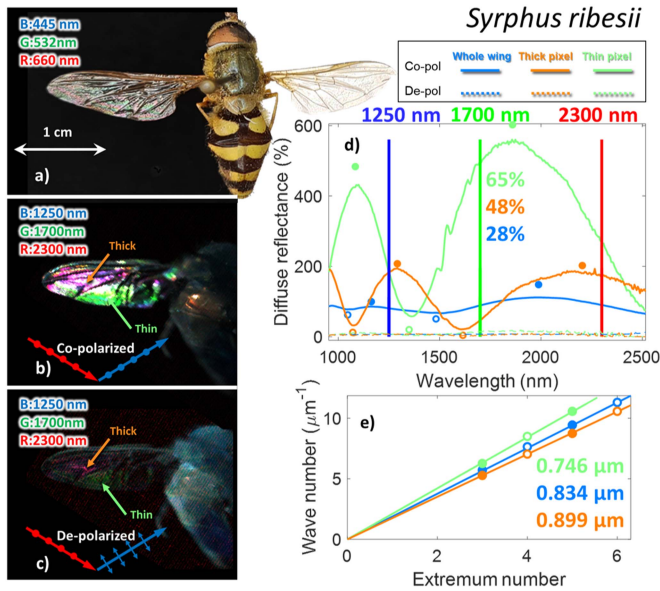 Syrphus ribesii
B:445 nm
G:532nm
R:660 nm
1 cm
a)
Whole wing Thick pixel Thin pixel
Co-pol
De-pol
1250 nm 1700 nm 2300 nm
B:1250 nm
G:1700nm
R:2300 nm
Thick
Thin
Co-polarized
b)
B:1250 nm
G:1700nm
R:2300 nm
Thick
Thin
De-polarized
c)
d)
Diffuse reflectance (%)
600
400
200
0
65%
48%
28%
1000 1500 2000 2500
Wavelength (nm)
e)
Wave number (μm⁻¹)
10
5
0
0.746 μm
0.834 μm
0.899 μm
0 2 4 6
Extremum number